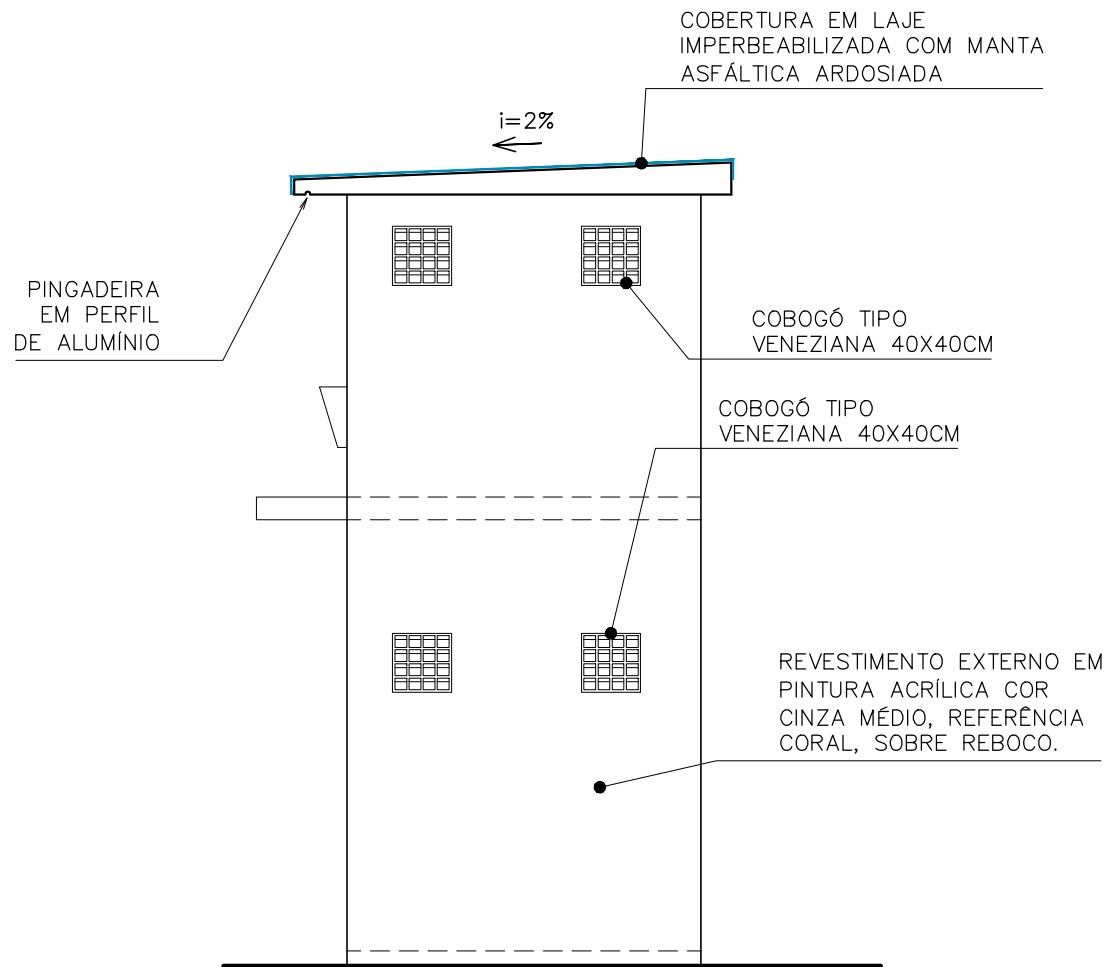 COBERTURA EM LAJE
IMPERBEABILIZADA COM MANTA
ASFÁLTICA ARDOSIADA
i=2%
PINGADEIRA
EM PERFIL
DE ALUMÍNIO
COBOGÓ TIPO
VENEZIANA 40X40CM
COBOGÓ TIPO
VENEZIANA 40X40CM
REVESTIMENTO EXTERNO EM
PINTURA ACRÍLICA COR
CINZA MÉDIO, REFERÊNCIA
CORAL, SOBRE REBOCO.